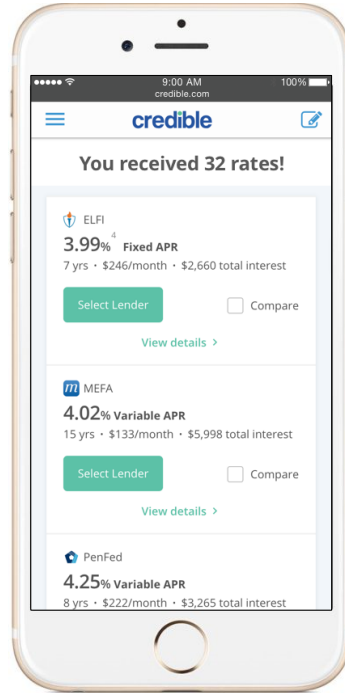 9:00 AM
100%
credible.com
credible
You received 32 rates!
ELFI
3.99% 4 Fixed APR
7 yrs · $246/month · $2,660 total interest
Select Lender
Compare
View details >
m MEFA
4.02% Variable APR
15 yrs · $133/month · $5,998 total interest
Select Lender
Compare
View details >
PenFed
4.25% Variable APR
8 yrs · $222/month · $3,265 total interest